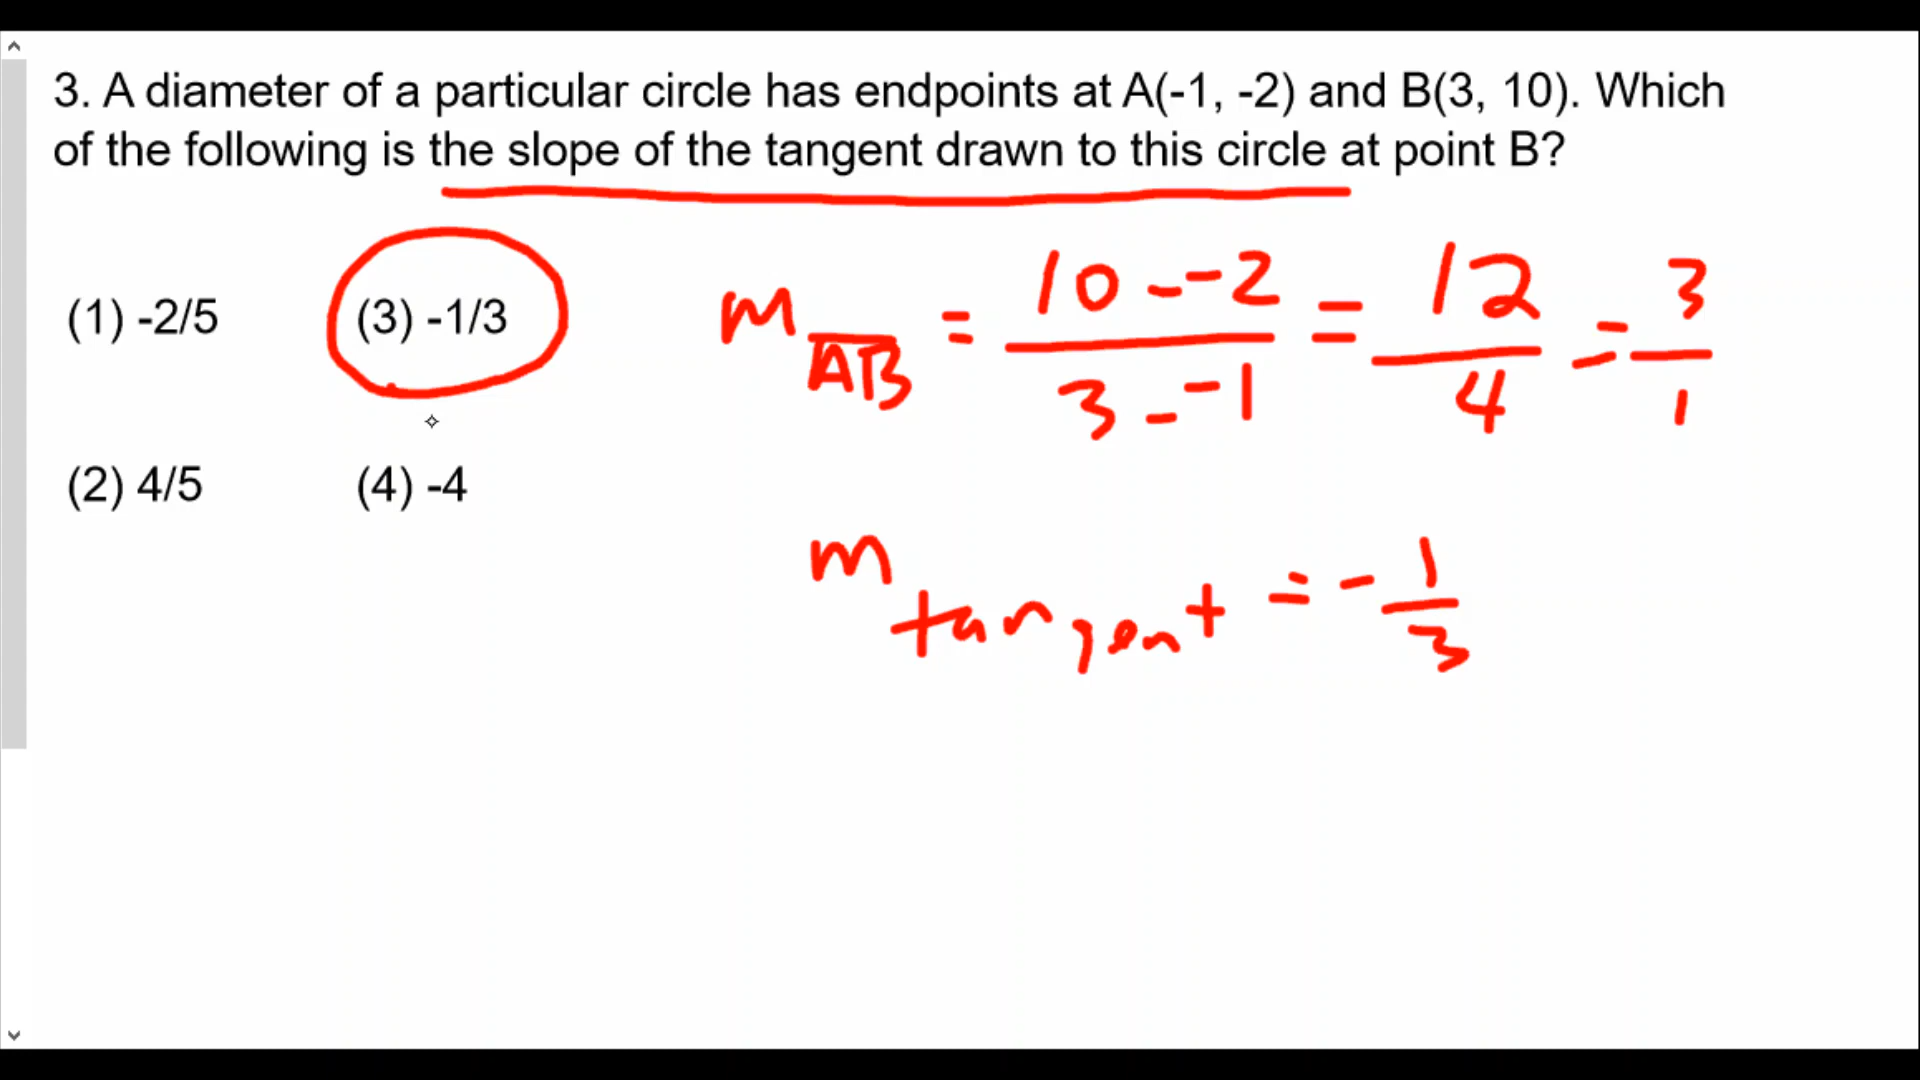 3. A diameter of a particular circle has endpoints at A(-1, -2) and B(3, 10). Which
of the following is the slope of the tangent drawn to this circle at point B?
(1) -2/5
(3) -1/3
(2) 4/5
(4) -4
m AB = 10 - -2 / 3 - -1 = 12 / 4 = 3 / 1
m tangent = - 1 / 3